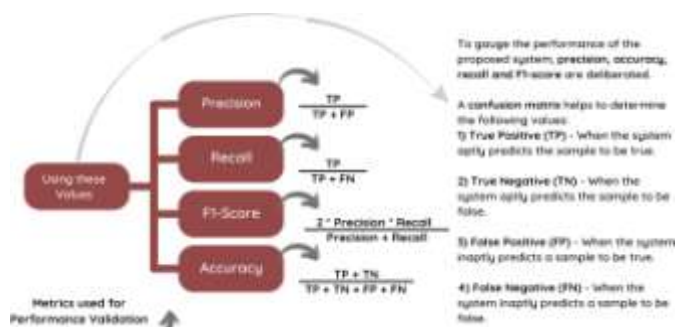 Using these
Values
Precision
TP
TP + FP
Recall
TP
TP + FN
F1-Score
2 * Precision * Recall
Precision + Recall
Accuracy
TP + TN
TP + TN + FP + FN
Metrics used for
Performance Validation
To gauge the performance of the
proposed system, precision, accuracy,
recall and F1-score are deliberated.
A confusion matrix helps to determine
the following values:
1) True Positive (TP) - When the system
aptly predicts the sample to be true.
2) True Negative (TN) - When the
system aptly predicts the sample to be
false.
3) False Positive (FP) - When the system
inaptly predicts a sample to be true.
4) False Negative (FN) - When the
system inaptly predicts a sample to be
false.